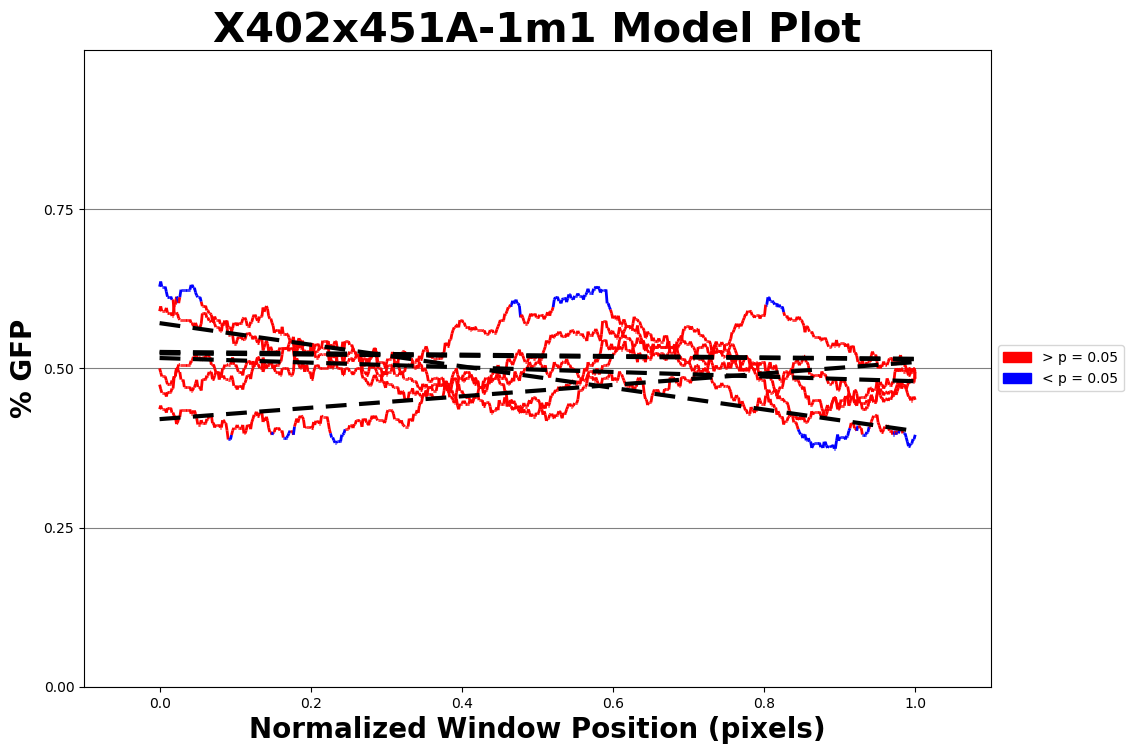 X402x451A-1m1 Model Plot
% GFP
0.75
0.50
0.25
0.00
0.0 0.2 0.4 0.6 0.8 1.0
Normalized Window Position (pixels)
> p = 0.05
< p = 0.05